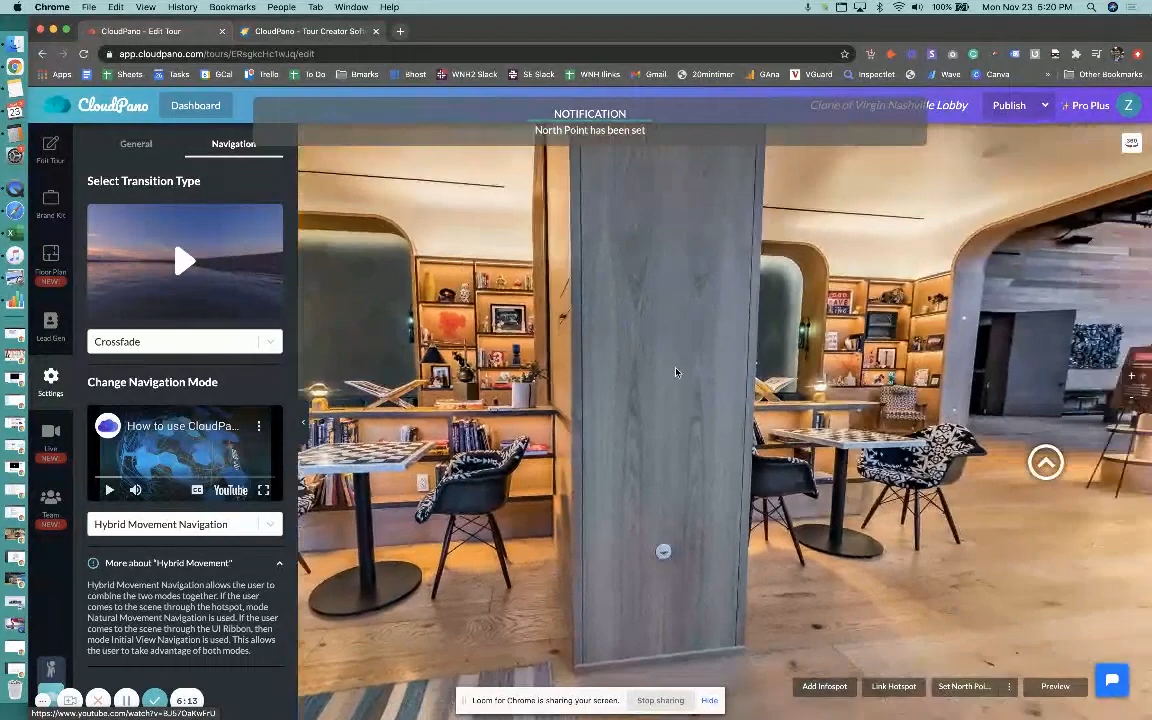 Chrome File Edit View History Bookmarks People Tab Window Help
100% Mon Nov 23 5:20 PM
CloudPano - Edit Tour
CloudPano - Tour Creator Sof
app.cloudpano.com/tours/
/edit
Apps Sheets Tasks GCal Trello To Do Bmarks Bhost WNH2 Slack SE Slack WNH llinks Gmail 20mintimer GAna VGuard Inspectlet Wave Canva » Other Bookmarks
CloudPano
Dashboard
NOTIFICATION
North Point has been set
Clone of Virgin Nashville Lobby
Publish
Pro Plus
Z
General
Navigation
Edit Tour
Brand Kit
Floor Plan
NEW!
Lead Gen
Settings
Live
NEW!
Team
NEW!
Select Transition Type
Crossfade
Change Navigation Mode
How to use CloudPa...
CC
YouTube
Hybrid Movement Navigation
More about "Hybrid Movement"
Hybrid Movement Navigation allows the user to
combine the two modes together. If the user
comes to the scene through the hotspot, mode
Natural Movement Navigation is used. If the user
comes to the scene through the UI Ribbon, then
mode Initial View Navigation is used. This allows
the user to take advantage of both modes.
6:13
Loom for Chrome is sharing your screen.
Stop sharing
Hide
Add Infospot
Link Hotspot
Set North Poi...
Preview